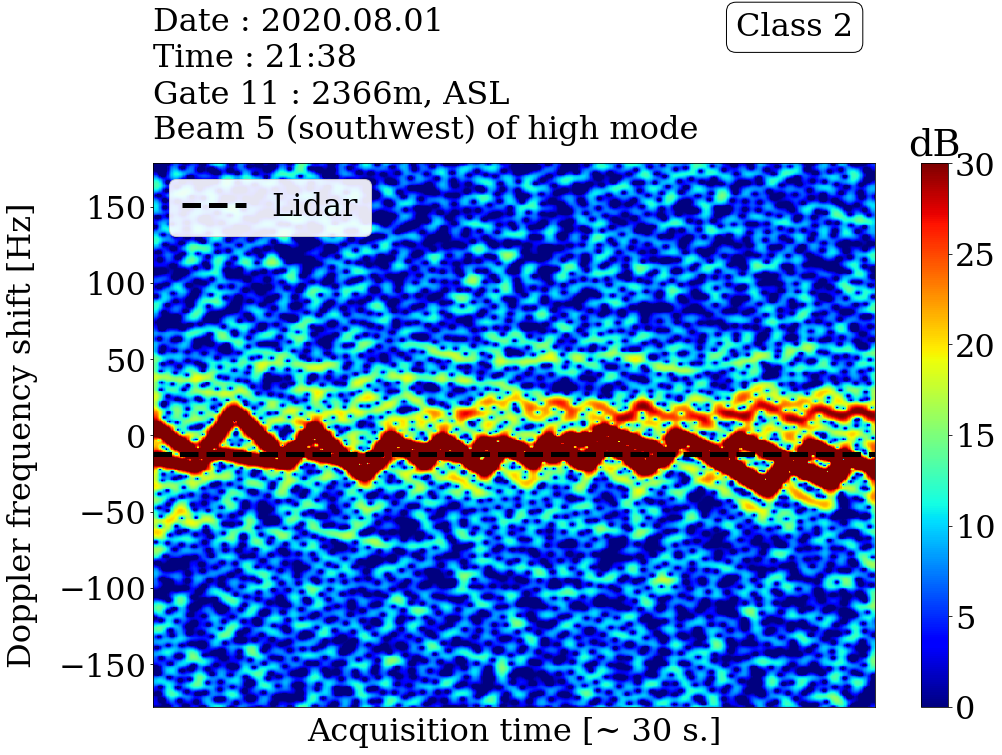 Date : 2020.08.01
Time : 21:38
Gate 11 : 2366m, ASL
Beam 5 (southwest) of high mode
Class 2
dB
Lidar
Doppler frequency shift [Hz]
150
100
50
0
−50
−100
−150
Acquisition time [~ 30 s.]
30
25
20
15
10
5
0